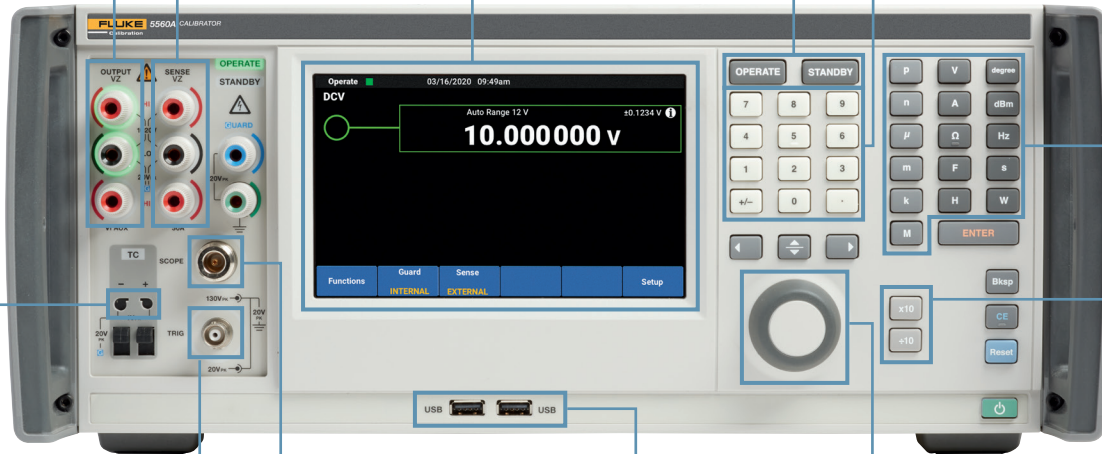 FLUKE 5560A CALIBRATOR
Calibration
OUTPUT
VZ
SENSE
VZ
OPERATE
STANDBY
GUARD
20V PK
30A
TC
SCOPE
− +
130V PK
20V
PK
20V
PK
TRIG
20V PK
Operate 03/16/2020 09:49am
DCV
Auto Range 12 V ±0.1234 V
10.000000 V
Functions
Guard
INTERNAL
Sense
EXTERNAL
Setup
USB USB
OPERATE STANDBY
7 8 9
4 5 6
1 2 3
+/− 0 ·
p V degree
n A dBm
μ Ω Hz
m F s
k H W
M ENTER
Bksp
x10
CE
÷10
Reset